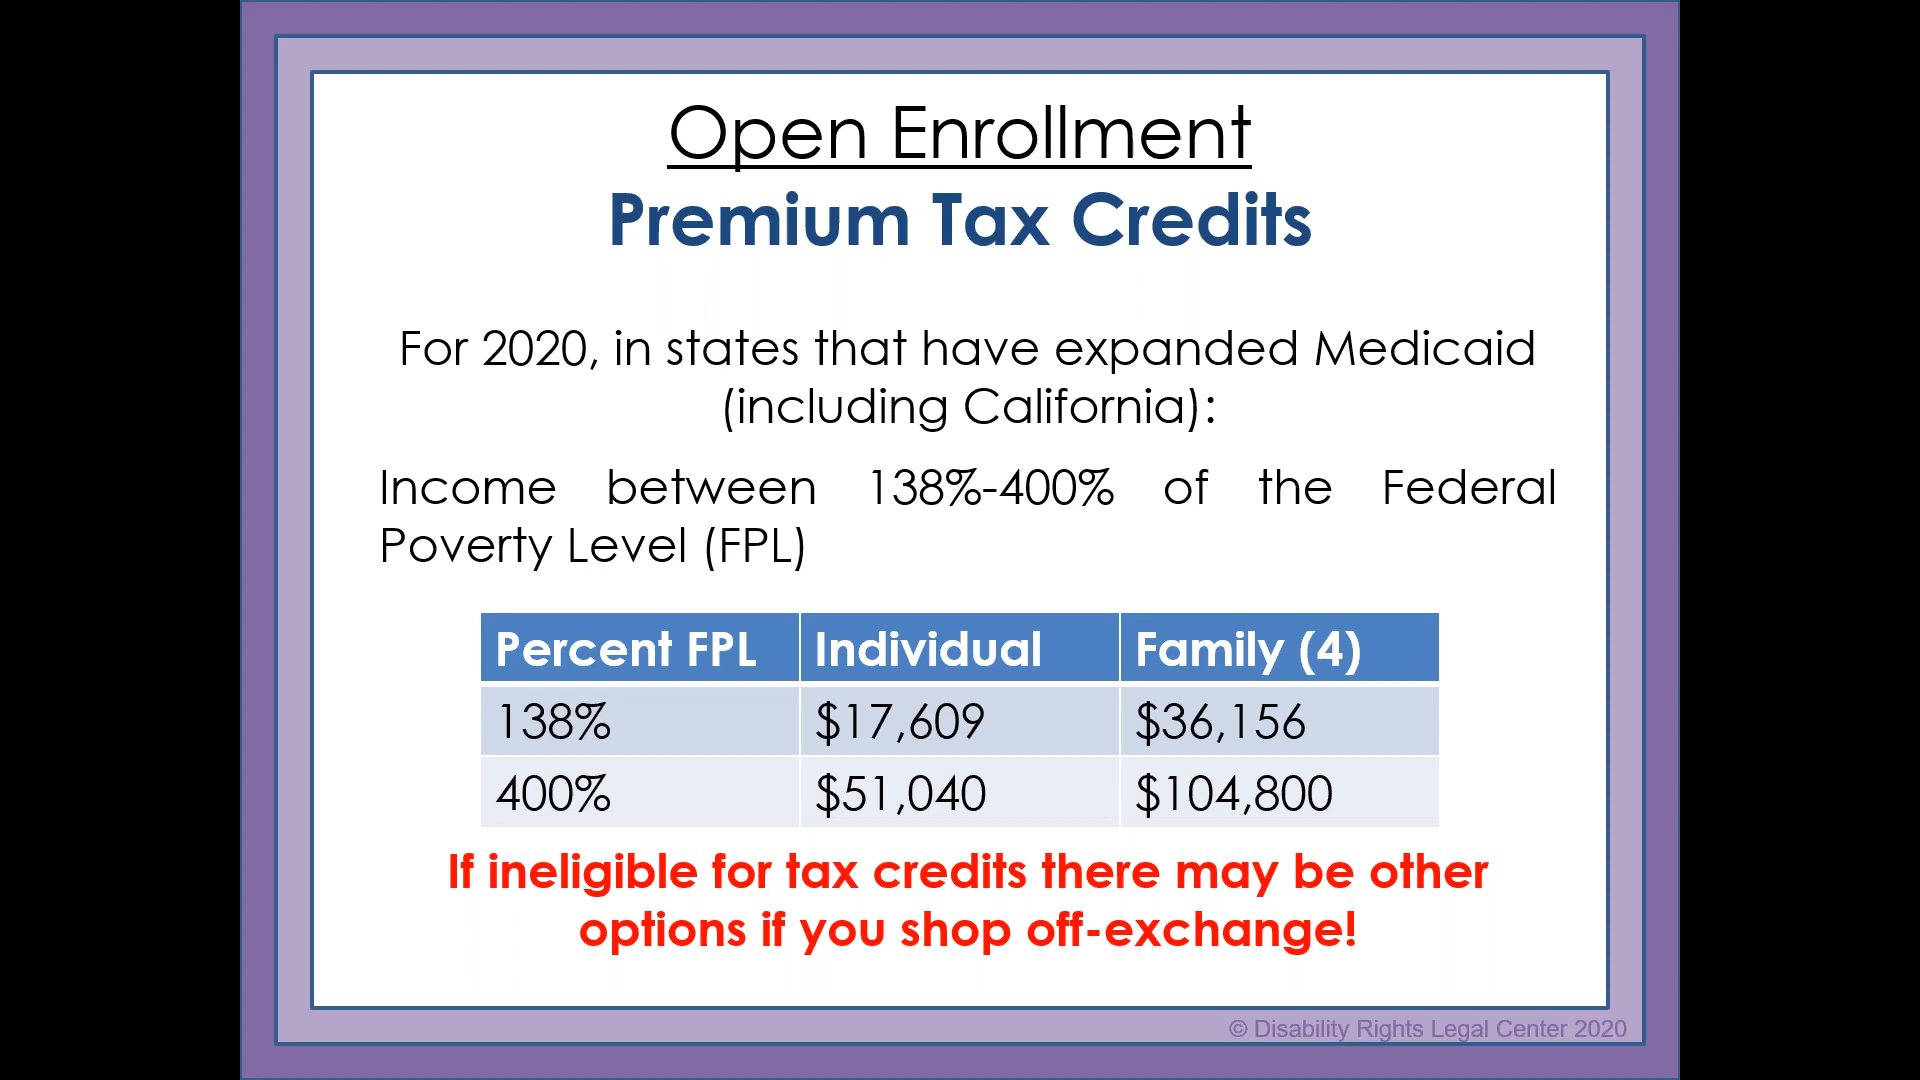 Open Enrollment
Premium Tax Credits
For 2020, in states that have expanded Medicaid
(including California):
Income between 138%-400% of the Federal
Poverty Level (FPL)
Percent FPL Individual Family (4)
138% $17,609 $36,156
400% $51,040 $104,800
If ineligible for tax credits there may be other
options if you shop off-exchange!
© Disability Rights Legal Center 2020